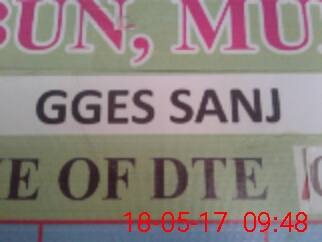 BUN, MU
GGES SANJ
E OF DTE
18-05-17 09:48